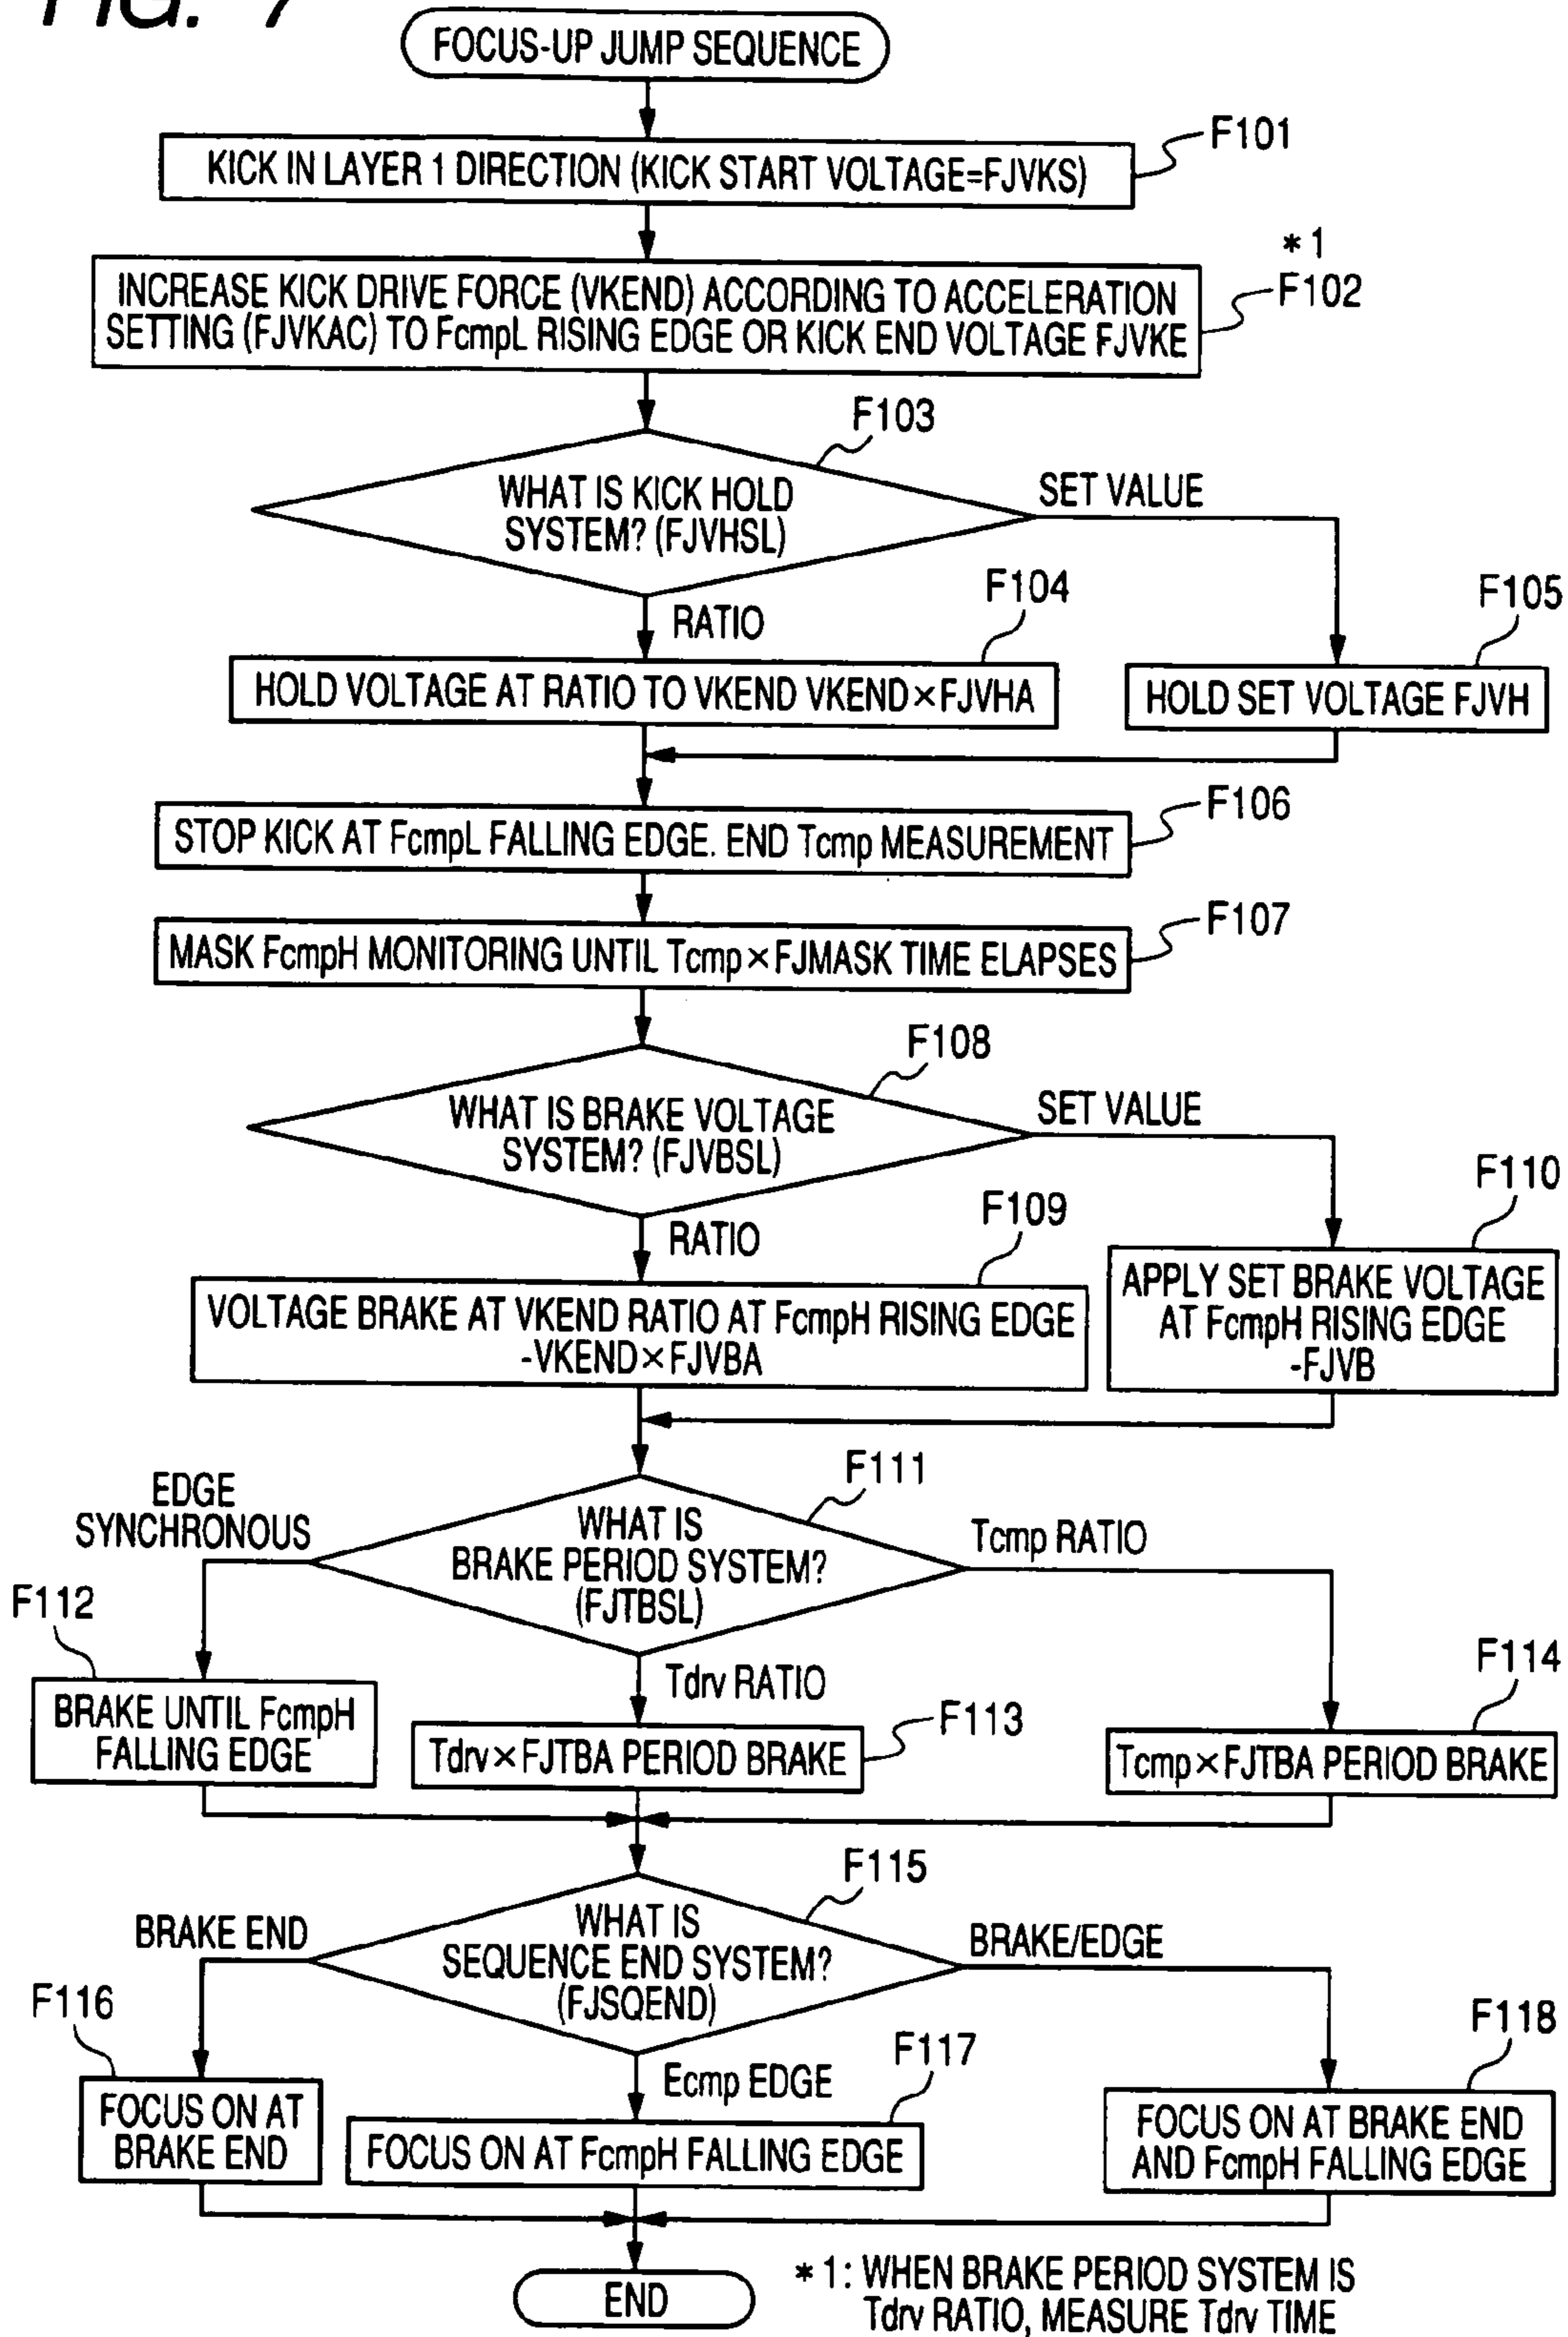 FIG. 7
FOCUS-UP JUMP SEQUENCE
F101
KICK IN LAYER 1 DIRECTION (KICK START VOLTAGE=FJVKS)
*1
F102
INCREASE KICK DRIVE FORCE (VKEND) ACCORDING TO ACCELERATION
SETTING (FJVKAC) TO FcmpL RISING EDGE OR KICK END VOLTAGE FJVKE
F103
WHAT IS KICK HOLD
SYSTEM? (FJVHSL)
SET VALUE
RATIO
F104
F105
HOLD VOLTAGE AT RATIO TO VKEND VKEND×FJVHA
HOLD SET VOLTAGE FJVH
F106
STOP KICK AT FcmpL FALLING EDGE. END Tcmp MEASUREMENT
F107
MASK FcmpH MONITORING UNTIL Tcmp×FJMASK TIME ELAPSES
F108
WHAT IS BRAKE VOLTAGE
SYSTEM? (FJVBSL)
SET VALUE
RATIO
F109
F110
VOLTAGE BRAKE AT VKEND RATIO AT FcmpH RISING EDGE
-VKEND×FJVBA
APPLY SET BRAKE VOLTAGE
AT FcmpH RISING EDGE
-FJVB
F111
EDGE
SYNCHRONOUS
WHAT IS
BRAKE PERIOD SYSTEM?
(FJTBSL)
Tcmp RATIO
F112
Tdrv RATIO
F113
F114
BRAKE UNTIL FcmpH
FALLING EDGE
Tdrv×FJTBA PERIOD BRAKE
Tcmp×FJTBA PERIOD BRAKE
F115
BRAKE END
WHAT IS
SEQUENCE END SYSTEM?
(FJSQEND)
BRAKE/EDGE
F116
Ecmp EDGE
F117
F118
FOCUS ON AT
BRAKE END
FOCUS ON AT FcmpH FALLING EDGE
FOCUS ON AT BRAKE END
AND FcmpH FALLING EDGE
END
*1: WHEN BRAKE PERIOD SYSTEM IS
Tdrv RATIO, MEASURE Tdrv TIME